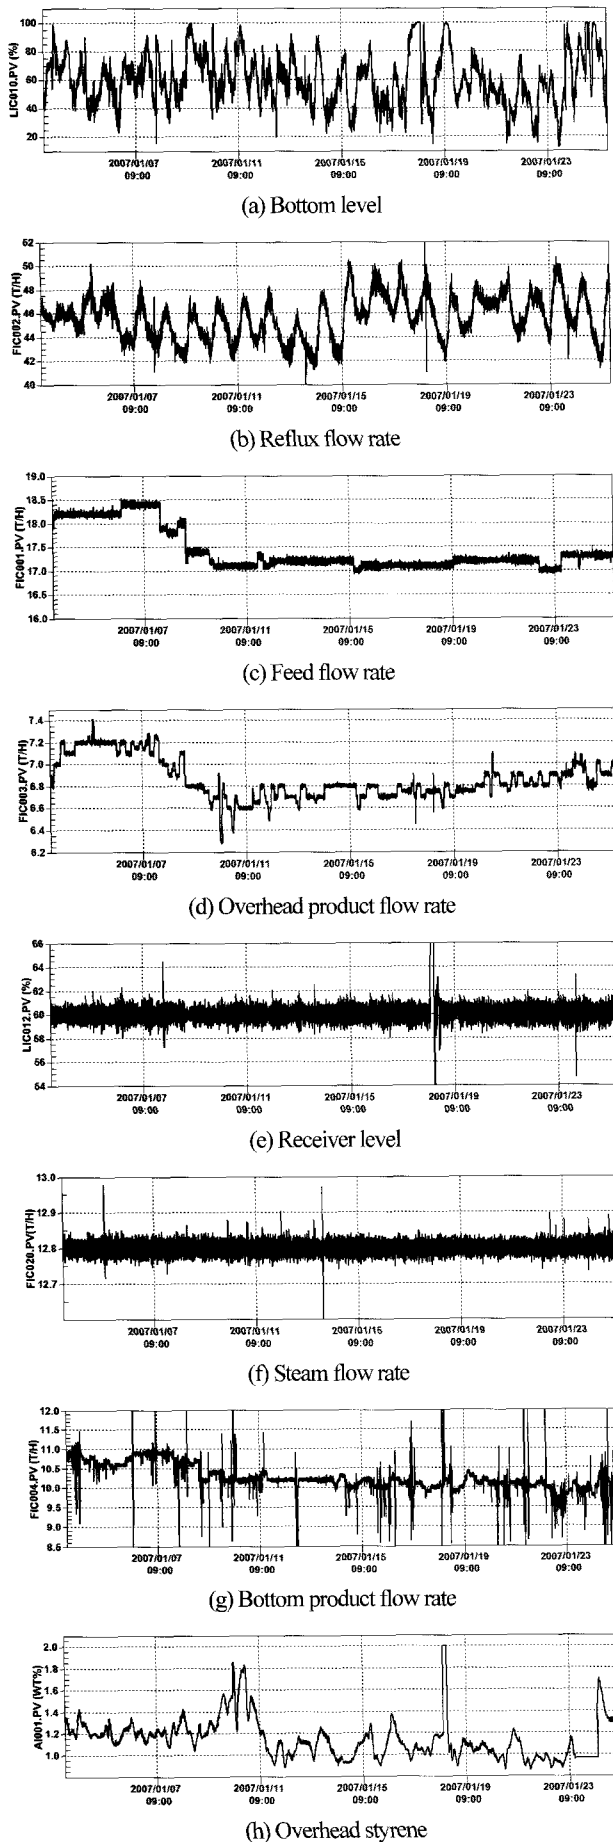 LIC010.PV (%)
100
80
60
40
20
2007/01/07 2007/01/11 2007/01/15 2007/01/19 2007/01/23
09:00 09:00 09:00 09:00 09:00
(a) Bottom level
FIC002.PV (T/H)
52
50
48
46
44
42
40
2007/01/07 2007/01/11 2007/01/15 2007/01/19 2007/01/23
09:00 09:00 09:00 09:00 09:00
(b) Reflux flow rate
FIC001.PV (T/H)
19.0
18.5
18.0
17.5
17.0
16.5
16.0
2007/01/07 2007/01/11 2007/01/15 2007/01/19 2007/01/23
09:00 09:00 09:00 09:00 09:00
(c) Feed flow rate
FIC003.PV (T/H)
7.4
7.2
7.0
6.8
6.6
6.4
6.2
2007/01/07 2007/01/11 2007/01/15 2007/01/19 2007/01/23
09:00 09:00 09:00 09:00 09:00
(d) Overhead product flow rate
LIC012.PV (%)
66
64
62
60
58
56
54
2007/01/07 2007/01/11 2007/01/15 2007/01/19 2007/01/23
09:00 09:00 09:00 09:00 09:00
(e) Receiver level
FIC020.PV(T/H)
13.0
12.9
12.8
12.7
2007/01/07 2007/01/11 2007/01/15 2007/01/19 2007/01/23
09:00 09:00 09:00 09:00 09:00
(f) Steam flow rate
FIC004.PV (T/H)
12.0
11.5
11.0
10.5
10.0
9.5
9.0
8.5
2007/01/07 2007/01/11 2007/01/15 2007/01/19 2007/01/23
09:00 09:00 09:00 09:00 09:00
(g) Bottom product flow rate
AI001.PV (WT%)
2.0
1.8
1.6
1.4
1.2
1.0
2007/01/07 2007/01/11 2007/01/15 2007/01/19 2007/01/23
09:00 09:00 09:00 09:00 09:00
(h) Overhead styrene